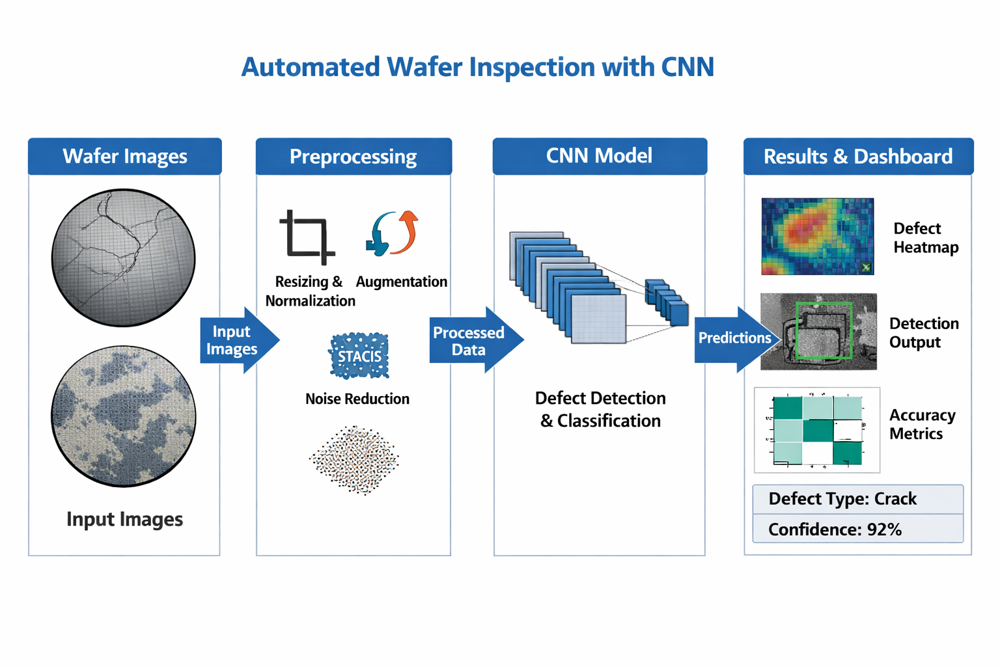 Automated Wafer Inspection with CNN
Wafer Images
Input Images
Input
Images
Preprocessing
Resizing &
Normalization
Augmentation
STACIS
Noise Reduction
Processed
Data
CNN Model
Defect Detection
& Classification
Predictions
Results & Dashboard
Defect
Heatmap
Detection
Output
Accuracy
Metrics
Defect Type: Crack
Confidence: 92%